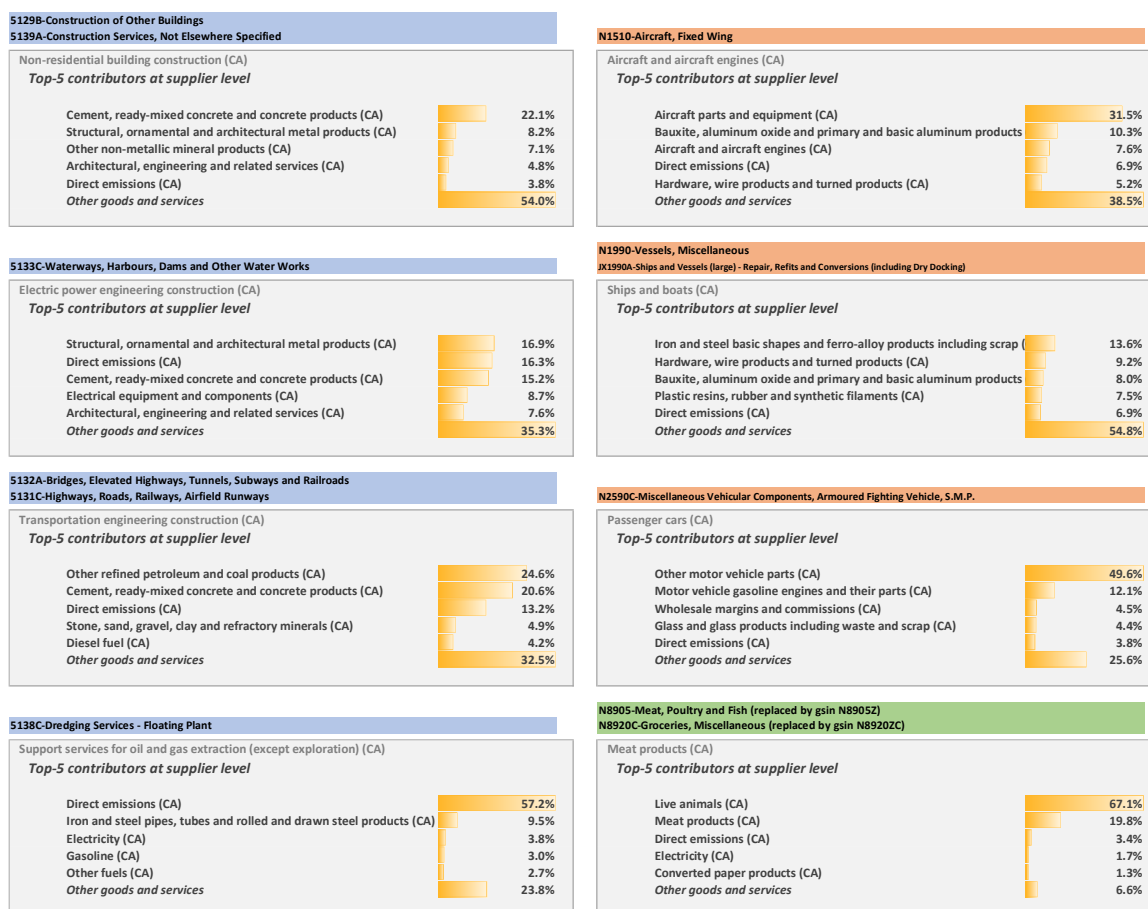 5129B-Construction of Other Buildings
5139A-Construction Services, Not Elsewhere Specified
Non-residential building construction (CA)
Top-5 contributors at supplier level
Cement, ready-mixed concrete and concrete products (CA) 22.1%
Structural, ornamental and architectural metal products (CA) 8.2%
Other non-metallic mineral products (CA) 7.1%
Architectural, engineering and related services (CA) 4.8%
Direct emissions (CA) 3.8%
Other goods and services 54.0%
N1510-Aircraft, Fixed Wing
Aircraft and aircraft engines (CA)
Top-5 contributors at supplier level
Aircraft parts and equipment (CA) 31.5%
Bauxite, aluminum oxide and primary and basic aluminum products 10.3%
Aircraft and aircraft engines (CA) 7.6%
Direct emissions (CA) 6.9%
Hardware, wire products and turned products (CA) 5.2%
Other goods and services 38.5%
5133C-Waterways, Harbours, Dams and Other Water Works
Electric power engineering construction (CA)
Top-5 contributors at supplier level
Structural, ornamental and architectural metal products (CA) 16.9%
Direct emissions (CA) 16.3%
Cement, ready-mixed concrete and concrete products (CA) 15.2%
Electrical equipment and components (CA) 8.7%
Architectural, engineering and related services (CA) 7.6%
Other goods and services 35.3%
N1990-Vessels, Miscellaneous
JX1990A-Ships and Vessels (large) - Repair, Refits and Conversions (including Dry Docking)
Ships and boats (CA)
Top-5 contributors at supplier level
Iron and steel basic shapes and ferro-alloy products including scrap ( 13.6%
Hardware, wire products and turned products (CA) 9.2%
Bauxite, aluminum oxide and primary and basic aluminum products 8.0%
Plastic resins, rubber and synthetic filaments (CA) 7.5%
Direct emissions (CA) 6.9%
Other goods and services 54.8%
5132A-Bridges, Elevated Highways, Tunnels, Subways and Railroads
5131C-Highways, Roads, Railways, Airfield Runways
Transportation engineering construction (CA)
Top-5 contributors at supplier level
Other refined petroleum and coal products (CA) 24.6%
Cement, ready-mixed concrete and concrete products (CA) 20.6%
Direct emissions (CA) 13.2%
Stone, sand, gravel, clay and refractory minerals (CA) 4.9%
Diesel fuel (CA) 4.2%
Other goods and services 32.5%
N2590C-Miscellaneous Vehicular Components, Armoured Fighting Vehicle, S.M.P.
Passenger cars (CA)
Top-5 contributors at supplier level
Other motor vehicle parts (CA) 49.6%
Motor vehicle gasoline engines and their parts (CA) 12.1%
Wholesale margins and commissions (CA) 4.5%
Glass and glass products including waste and scrap (CA) 4.4%
Direct emissions (CA) 3.8%
Other goods and services 25.6%
5138C-Dredging Services - Floating Plant
Support services for oil and gas extraction (except exploration) (CA)
Top-5 contributors at supplier level
Direct emissions (CA) 57.2%
Iron and steel pipes, tubes and rolled and drawn steel products (CA) 9.5%
Electricity (CA) 3.8%
Gasoline (CA) 3.0%
Other fuels (CA) 2.7%
Other goods and services 23.8%
N8905-Meat, Poultry and Fish (replaced by gsin N8905Z)
N8920C-Groceries, Miscellaneous (replaced by gsin N8920ZC)
Meat products (CA)
Top-5 contributors at supplier level
Live animals (CA) 67.1%
Meat products (CA) 19.8%
Direct emissions (CA) 3.4%
Electricity (CA) 1.7%
Converted paper products (CA) 1.3%
Other goods and services 6.6%